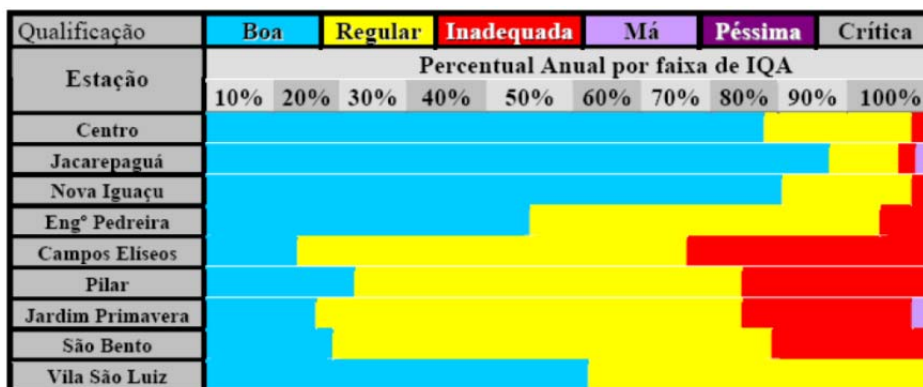 Qualificação Boa Regular Inadequada Má Péssima Crítica
Estação
Percentual Anual por faixa de IQA
10% 20% 30% 40% 50% 60% 70% 80% 90% 100%
Centro
Jacarepaguá
Nova Iguaçu
Engº Pedreira
Campos Elíseos
Pilar
Jardim Primavera
São Bento
Vila São Luiz